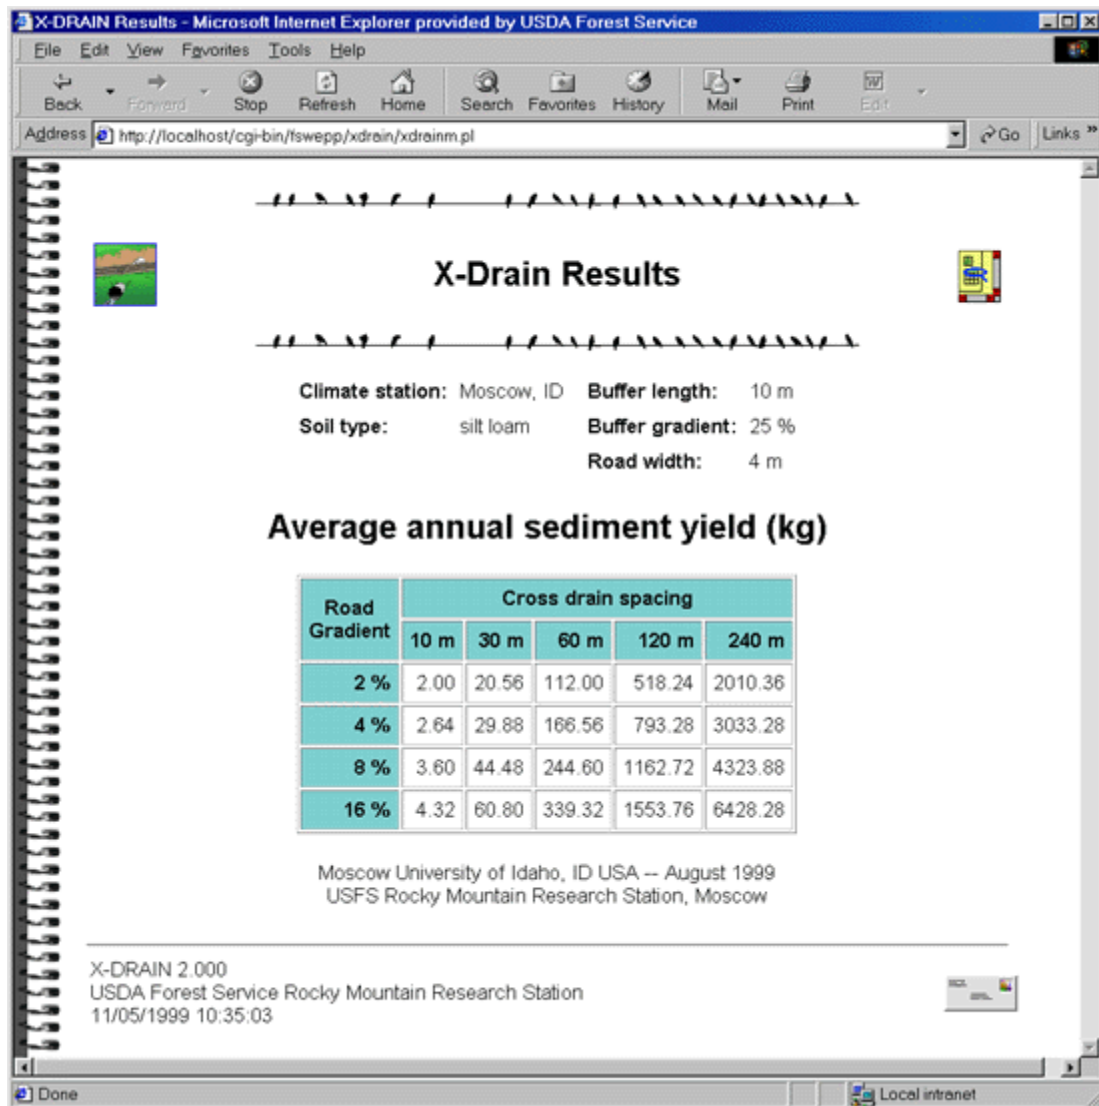 X-DRAIN Results - Microsoft Internet Explorer provided by USDA Forest Service
File Edit View Favorites Tools Help
Back Forward Stop Refresh Home Search Favorites History Mail Print Edit
Address http://localhost/cgi-bin/fswepp/xdrain/xdrainm.pl Go Links »
X-Drain Results
Climate station: Moscow, ID Buffer length: 10 m
Soil type: silt loam Buffer gradient: 25 %
Road width: 4 m
Average annual sediment yield (kg)
Road Gradient Cross drain spacing
10 m 30 m 60 m 120 m 240 m
2 % 2.00 20.56 112.00 518.24 2010.36
4 % 2.64 29.88 166.56 793.28 3033.28
8 % 3.60 44.48 244.60 1162.72 4323.88
16 % 4.32 60.80 339.32 1553.76 6428.28
Moscow University of Idaho, ID USA -- August 1999
USFS Rocky Mountain Research Station, Moscow
X-DRAIN 2.000
USDA Forest Service Rocky Mountain Research Station
11/05/1999 10:35:03
Done Local intranet